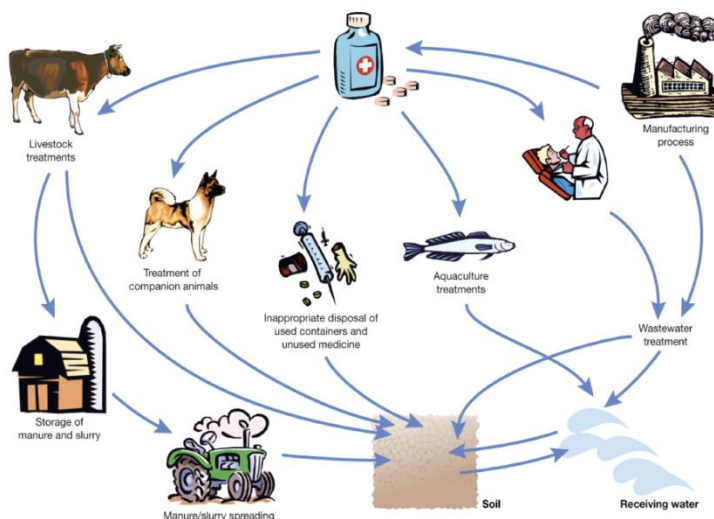 Manufacturing
process
Livestock
treatments
Treatment of
companion animals
Inappropriate disposal of
used containers and
unused medicine
Aquaculture
treatments
Wastewater
treatment
Storage of
manure and slurry
Manure/slurry spreading
Soil
Receiving water